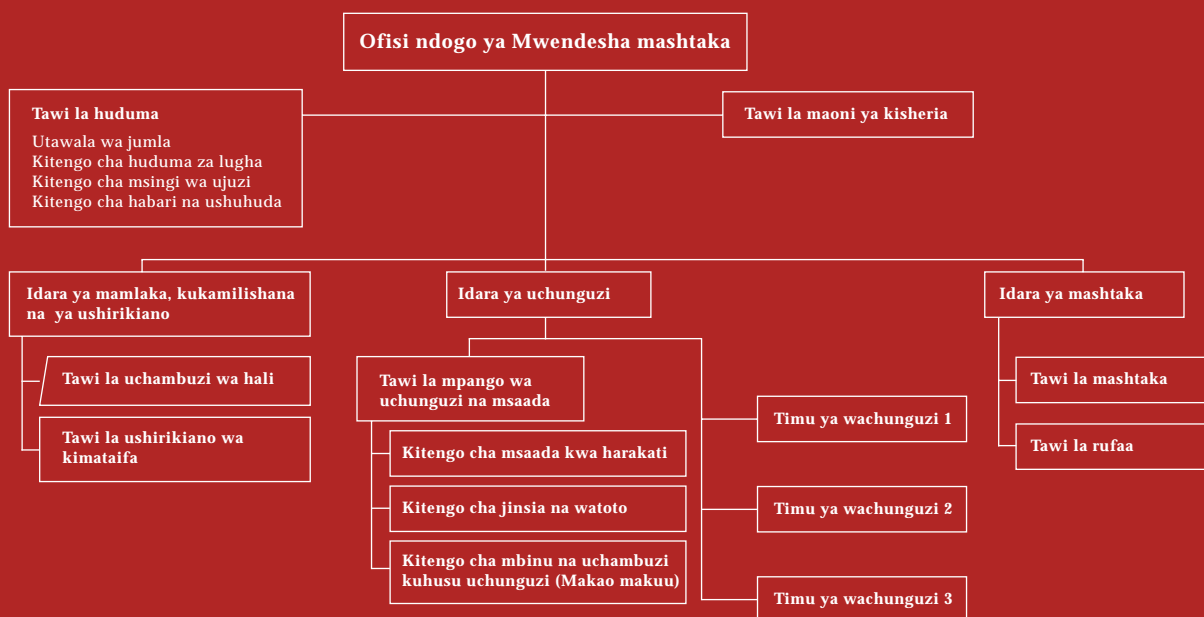 Ofisi ndogo ya Mwendesha mashtaka
Tawi la huduma
Utawala wa jumla
Kitengo cha huduma za lugha
Kitengo cha msingi wa ujuzi
Kitengo cha habari na ushuhuda
Tawi la maoni ya kisheria
Idara ya mamlaka, kukamilishana
na ya ushirikiano
Tawi la uchambuzi wa hali
Tawi la ushirikiano wa
kimataifa
Idara ya uchunguzi
Tawi la mpango wa
uchunguzi na msaada
Kitengo cha msaada kwa harakati
Kitengo cha jinsia na watoto
Kitengo cha mbinu na uchambuzi
kuhusu uchunguzi (Makao makuu)
Timu ya wachunguzi 1
Timu ya wachunguzi 2
Timu ya wachunguzi 3
Idara ya mashtaka
Tawi la mashtaka
Tawi la rufaa